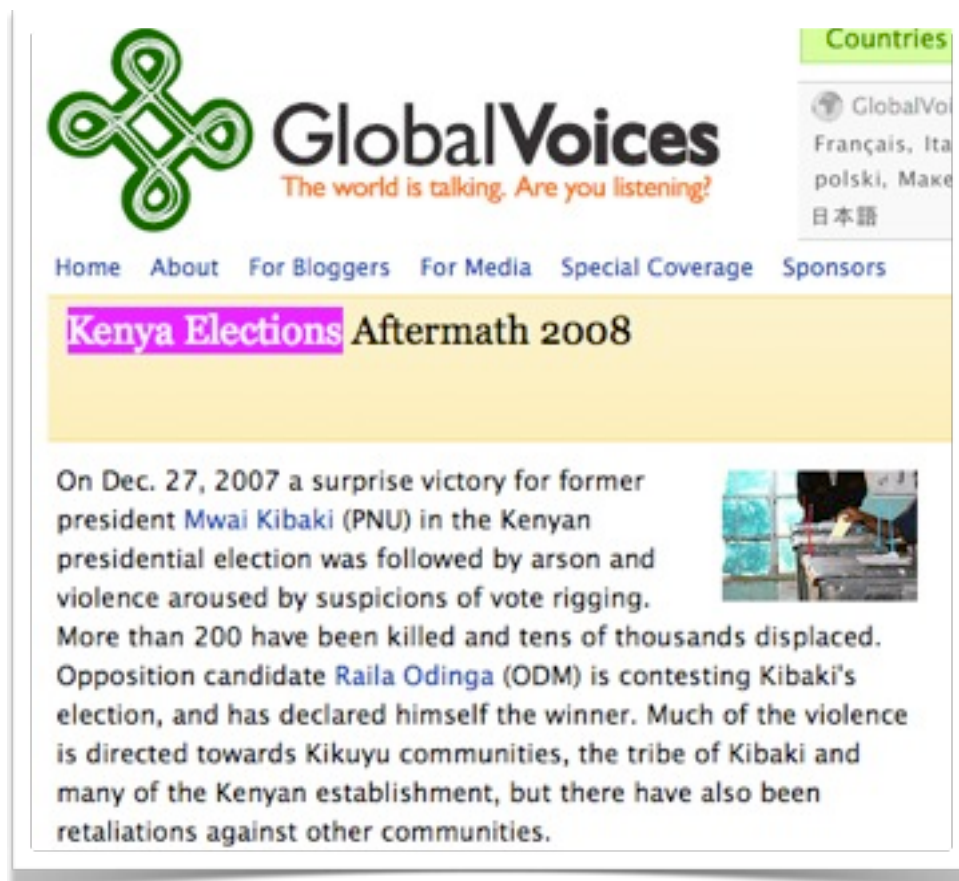 Countries
GlobalVoi
Français, Ita
polski, Маке
日本語
GlobalVoices
The world is talking. Are you listening?
Home About For Bloggers For Media Special Coverage Sponsors
Kenya Elections Aftermath 2008
On Dec. 27, 2007 a surprise victory for former
president Mwai Kibaki (PNU) in the Kenyan
presidential election was followed by arson and
violence aroused by suspicions of vote rigging.
More than 200 have been killed and tens of thousands displaced.
Opposition candidate Raila Odinga (ODM) is contesting Kibaki's
election, and has declared himself the winner. Much of the violence
is directed towards Kikuyu communities, the tribe of Kibaki and
many of the Kenyan establishment, but there have also been
retaliations against other communities.